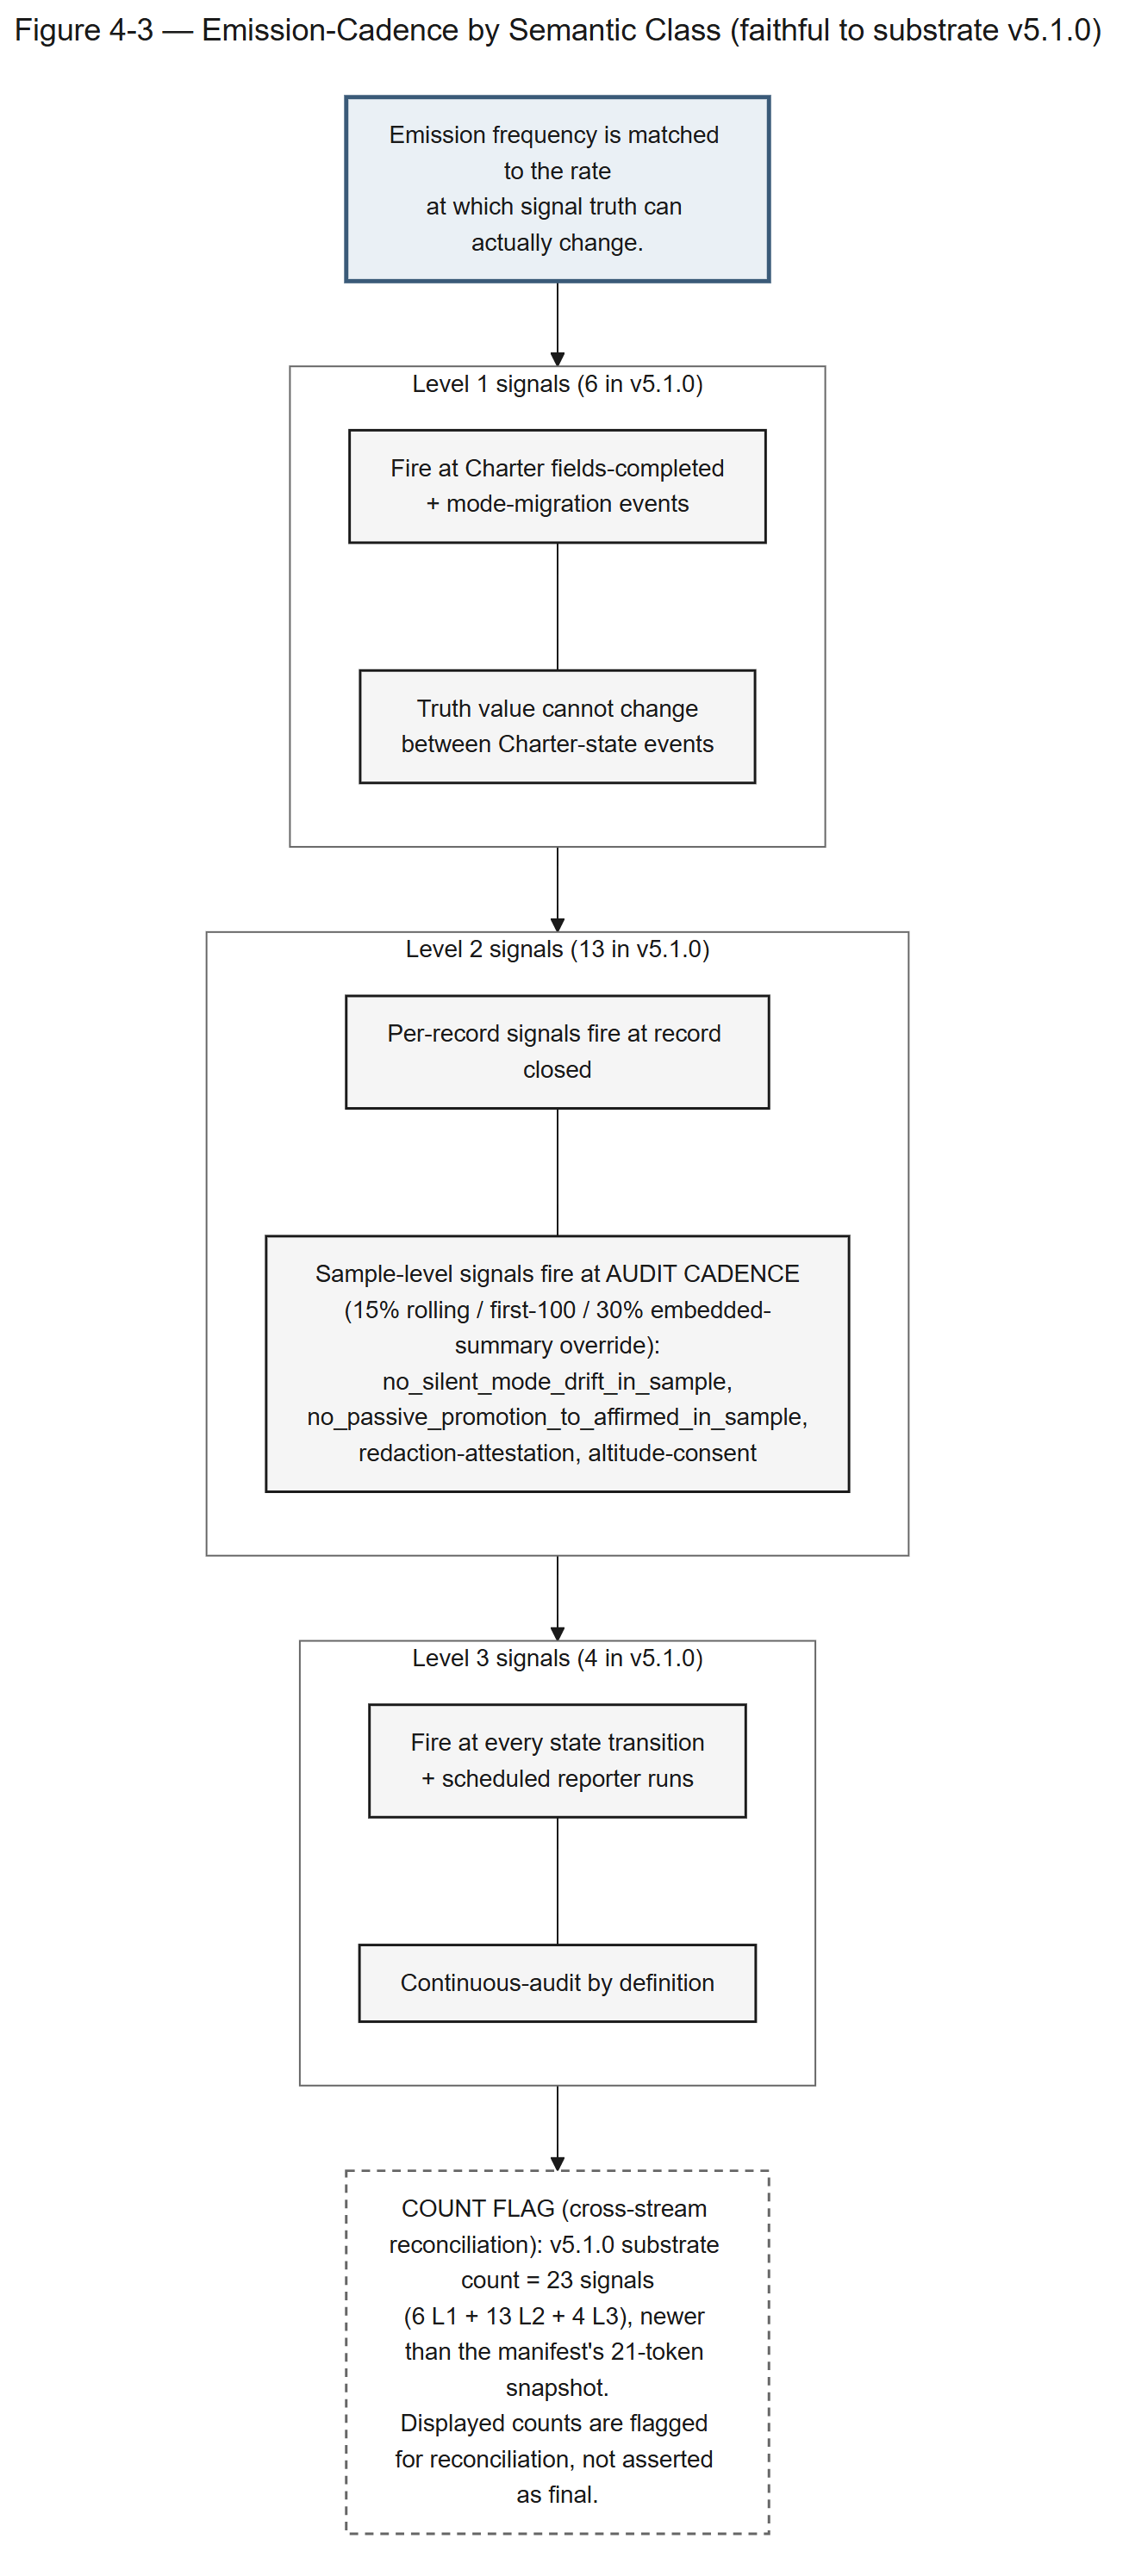 Figure 4-3 — Emission-Cadence by Semantic Class (faithful to substrate v5.1.0)
Emission frequency is matched
to the rate
at which signal truth can
actually change.
Level 1 signals (6 in v5.1.0)
Fire at Charter fields-completed
+ mode-migration events
Truth value cannot change
between Charter-state events
Level 2 signals (13 in v5.1.0)
Per-record signals fire at record
closed
Sample-level signals fire at AUDIT CADENCE
(15% rolling / first-100 / 30% embedded-
summary override):
no_silent_mode_drift_in_sample,
no_passive_promotion_to_affirmed_in_sample,
redaction-attestation, altitude-consent
Level 3 signals (4 in v5.1.0)
Fire at every state transition
+ scheduled reporter runs
Continuous-audit by definition
COUNT FLAG (cross-stream
reconciliation): v5.1.0 substrate
count = 23 signals
(6 L1 + 13 L2 + 4 L3), newer
than the manifest's 21-token
snapshot.
Displayed counts are flagged
for reconciliation, not asserted
as final.